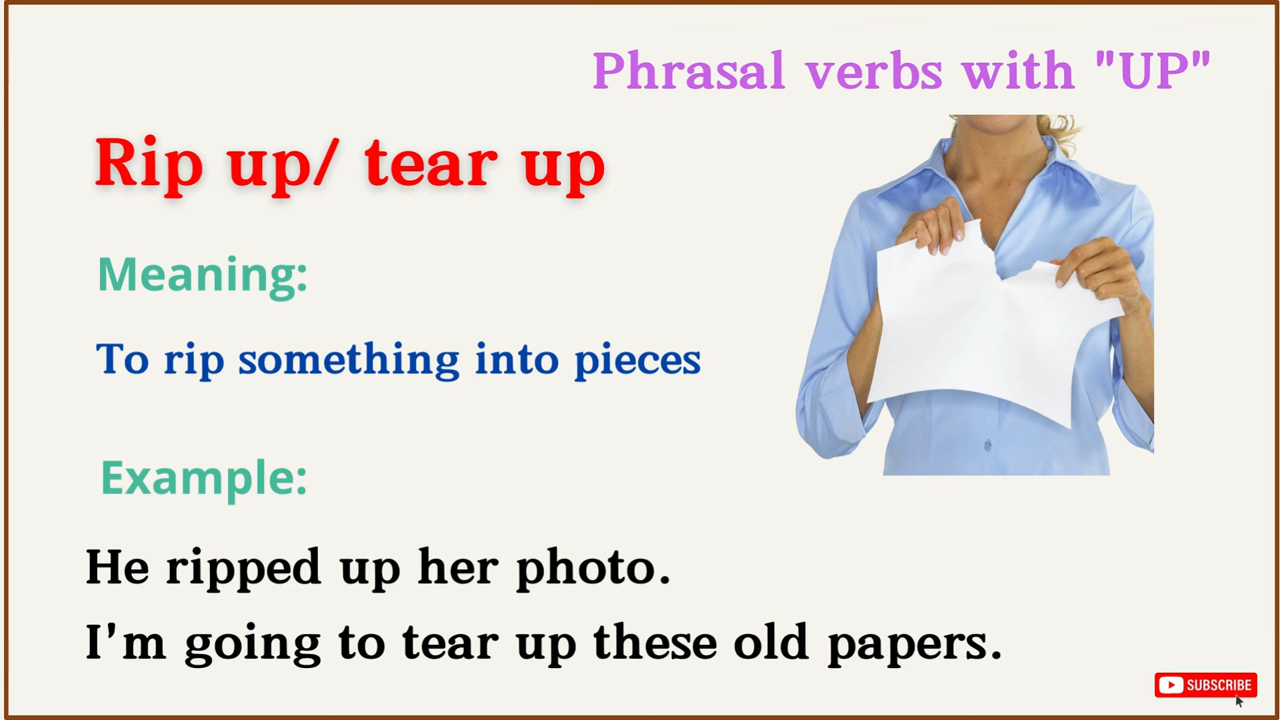 Phrasal verbs with "UP"
Rip up/ tear up
Meaning:
To rip something into pieces
Example:
He ripped up her photo.
I'm going to tear up these old papers.
SUBSCRIBE